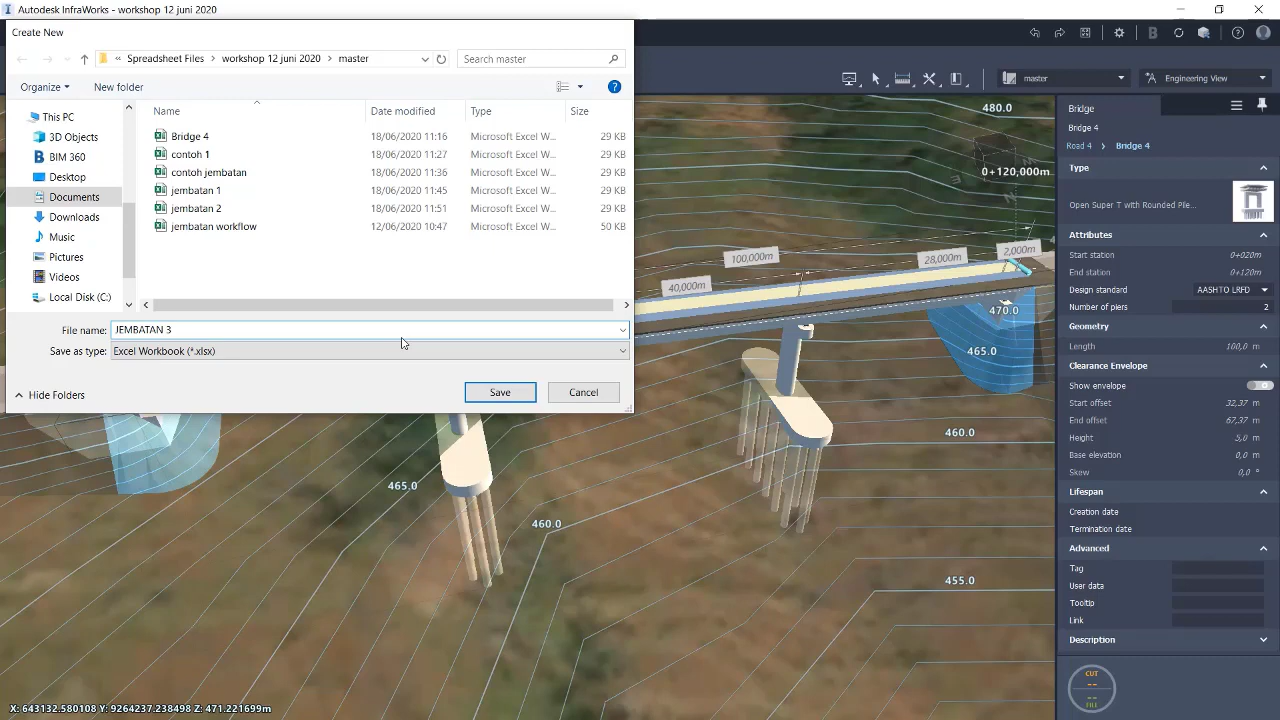 Autodesk InfraWorks - workshop 12 juni 2020
Create New
« Spreadsheet Files > workshop 12 juni 2020 > master
Search master
Organize
New folder
Name Date modified Type Size
This PC
3D Objects
BIM 360
Desktop
Documents
Downloads
Music
Pictures
Videos
Local Disk (C:)
Bridge 4 18/06/2020 11:16 Microsoft Excel W... 29 KB
contoh 1 18/06/2020 11:27 Microsoft Excel W... 29 KB
contoh jembatan 18/06/2020 11:36 Microsoft Excel W... 29 KB
jembatan 1 18/06/2020 11:45 Microsoft Excel W... 29 KB
jembatan 2 18/06/2020 11:51 Microsoft Excel W... 29 KB
jembatan workflow 12/06/2020 10:47 Microsoft Excel W... 50 KB
File name: JEMBATAN 3
Save as type: Excel Workbook (*.xlsx)
Hide Folders
Save
Cancel
master
Engineering View
480.0
0+120,000m
100,000m
40,000m
28,000m
2,000m
470.0
465.0
460.0
465.0
460.0
455.0
X: 643132.580108 Y: 9264237.238498 Z: 471.221699m
Bridge
Bridge 4
Road 4 > Bridge 4
Type
Open Super T with Rounded Pile...
Attributes
Start station 0+020m
End station 0+120m
Design standard AASHTO LRFD
Number of piers 2
Geometry
Length 100,0 m
Clearance Envelope
Show envelope
Start offset 32,37 m
End offset 67,37 m
Height 5,0 m
Base elevation 0,0 m
Skew 0,0 °
Lifespan
Creation date
Termination date
Advanced
Tag
User data
Tooltip
Link
Description
CUT
--
--
FILL